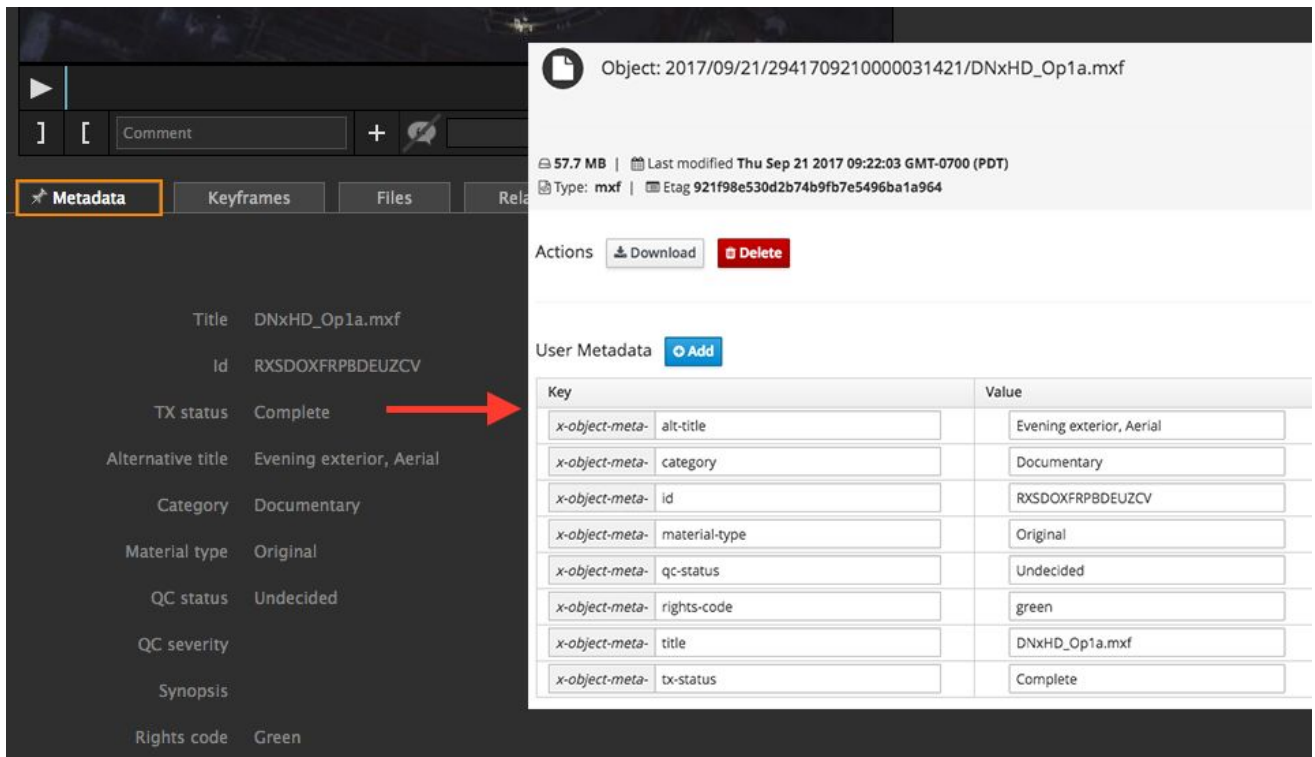 ] [ Comment +
Metadata Keyframes Files Rela
Title DNxHD_Op1a.mxf
Id RXSDOXFRPBDEUZCV
TX status Complete
Alternative title Evening exterior, Aerial
Category Documentary
Material type Original
QC status Undecided
QC severity
Synopsis
Rights code Green
Object: 2017/09/21/2941709210000031421/DNxHD_Op1a.mxf
57.7 MB | Last modified Thu Sep 21 2017 09:22:03 GMT-0700 (PDT)
Type: mxf | Etag 921f98e530d2b74b9fb7e5496ba1a964
Actions Download Delete
User Metadata Add
Key Value
x-object-meta- alt-title Evening exterior, Aerial
x-object-meta- category Documentary
x-object-meta- id RXSDOXFRPBDEUZCV
x-object-meta- material-type Original
x-object-meta- qc-status Undecided
x-object-meta- rights-code green
x-object-meta- title DNxHD_Op1a.mxf
x-object-meta- tx-status Complete